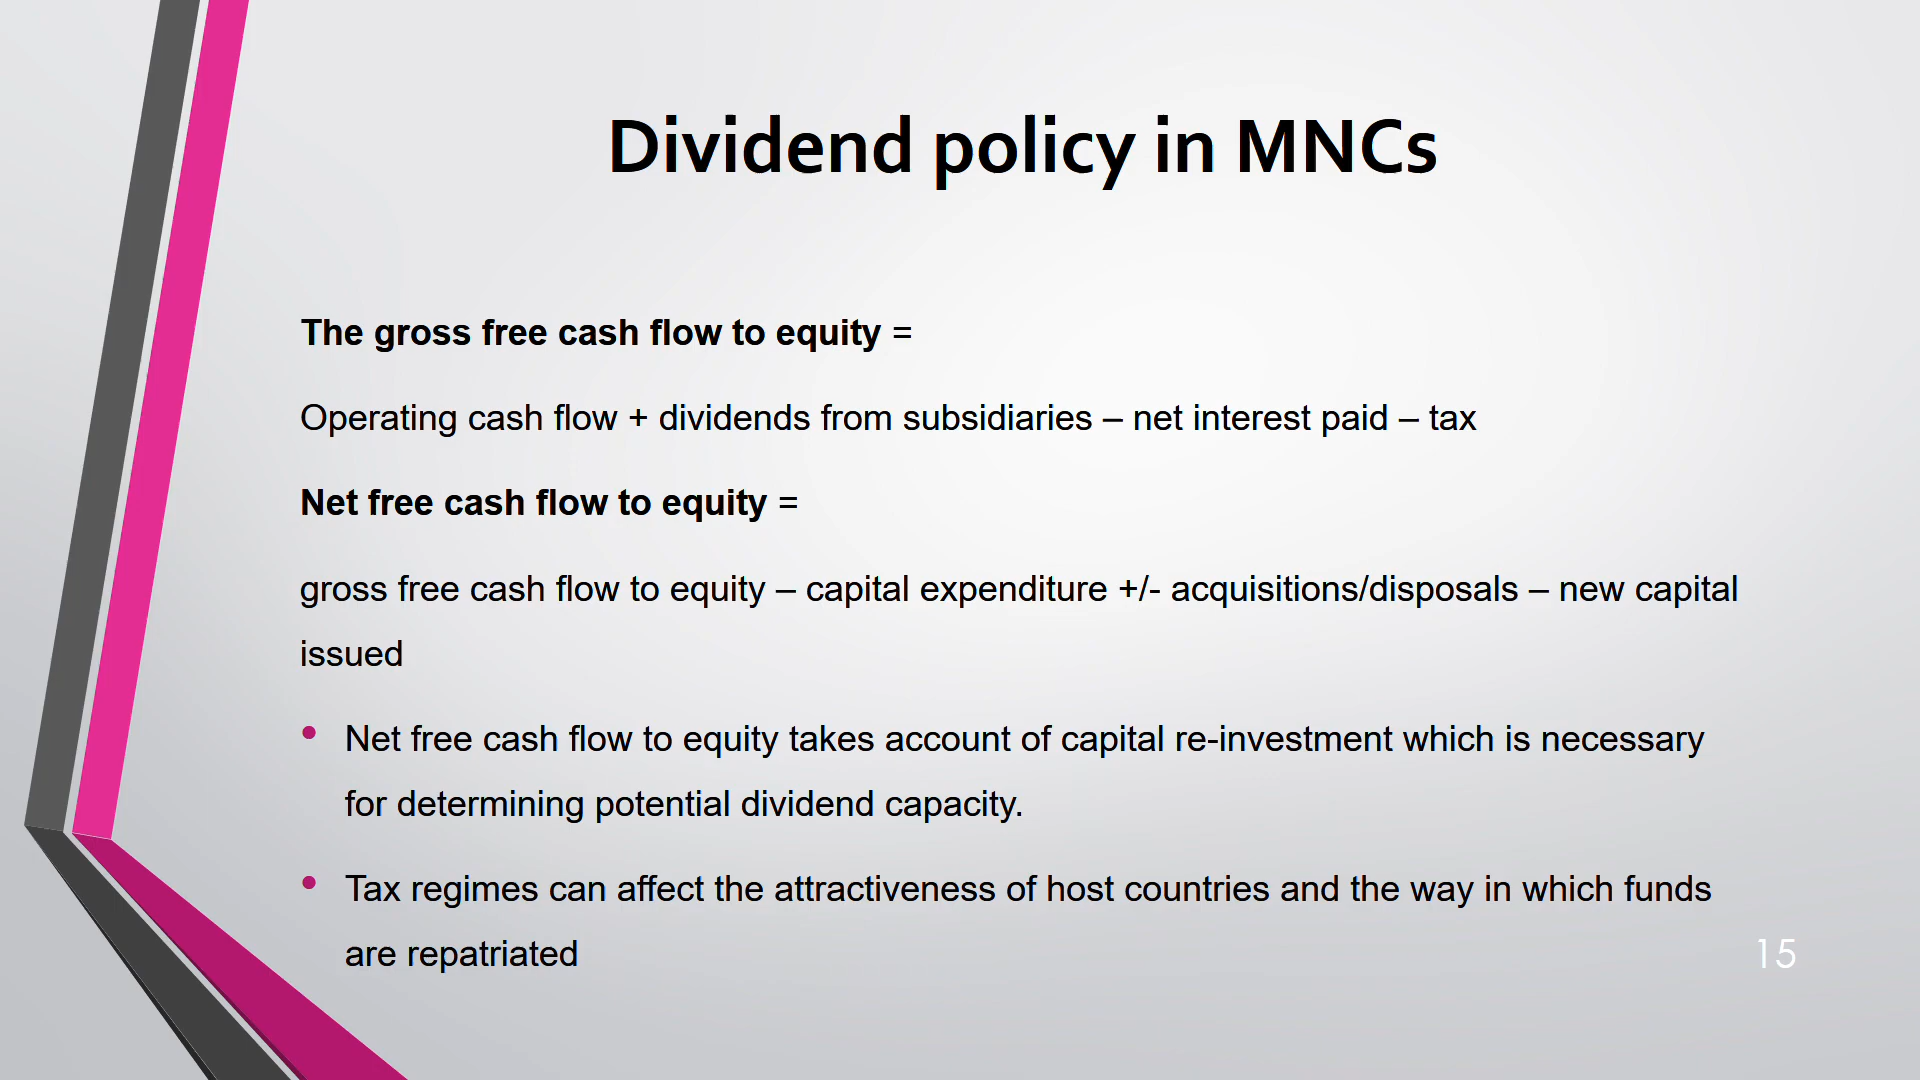 Dividend policy in MNCs
The gross free cash flow to equity =
Operating cash flow + dividends from subsidiaries – net interest paid – tax
Net free cash flow to equity =
gross free cash flow to equity – capital expenditure +/- acquisitions/disposals – new capital
issued
• Net free cash flow to equity takes account of capital re-investment which is necessary
for determining potential dividend capacity.
• Tax regimes can affect the attractiveness of host countries and the way in which funds
are repatriated
15